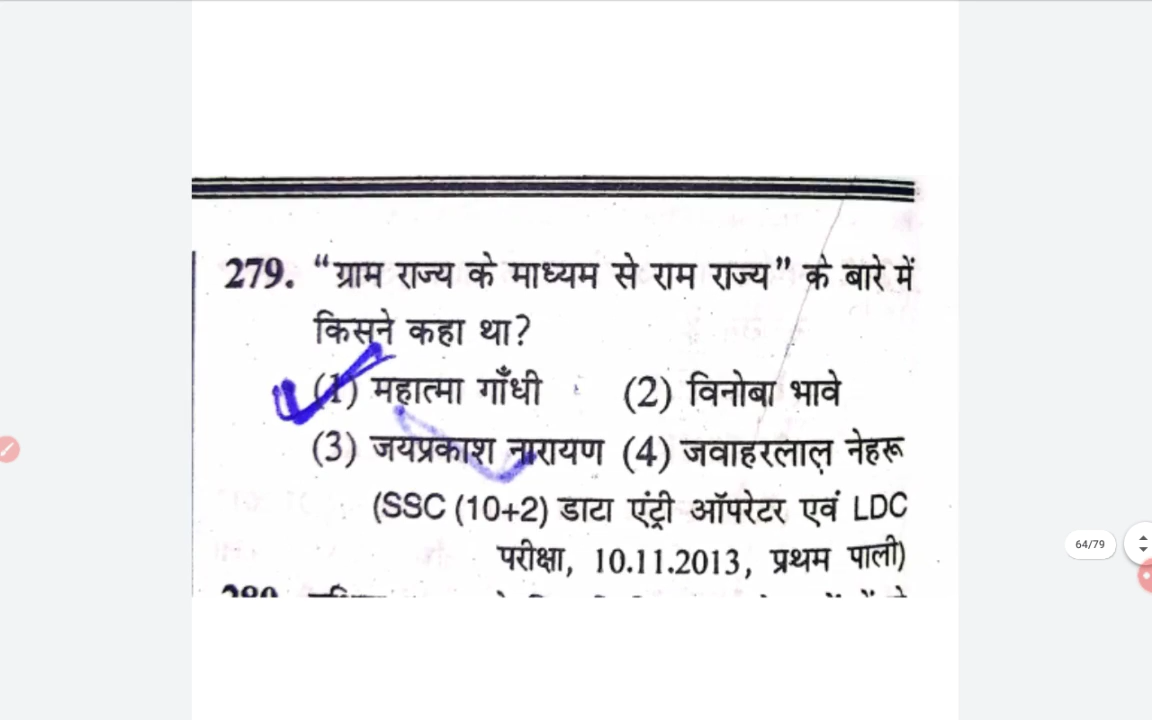 279. “ग्राम राज्य के माध्यम से राम राज्य” के बारे में
किसने कहा था?
(1) महात्मा गाँधी (2) विनोबा भावे
(3) जयप्रकाश नारायण (4) जवाहरलाल नेहरू
(SSC (10+2) डाटा एंट्री ऑपरेटर एवं LDC
परीक्षा, 10.11.2013, प्रथम पाली)
64/79